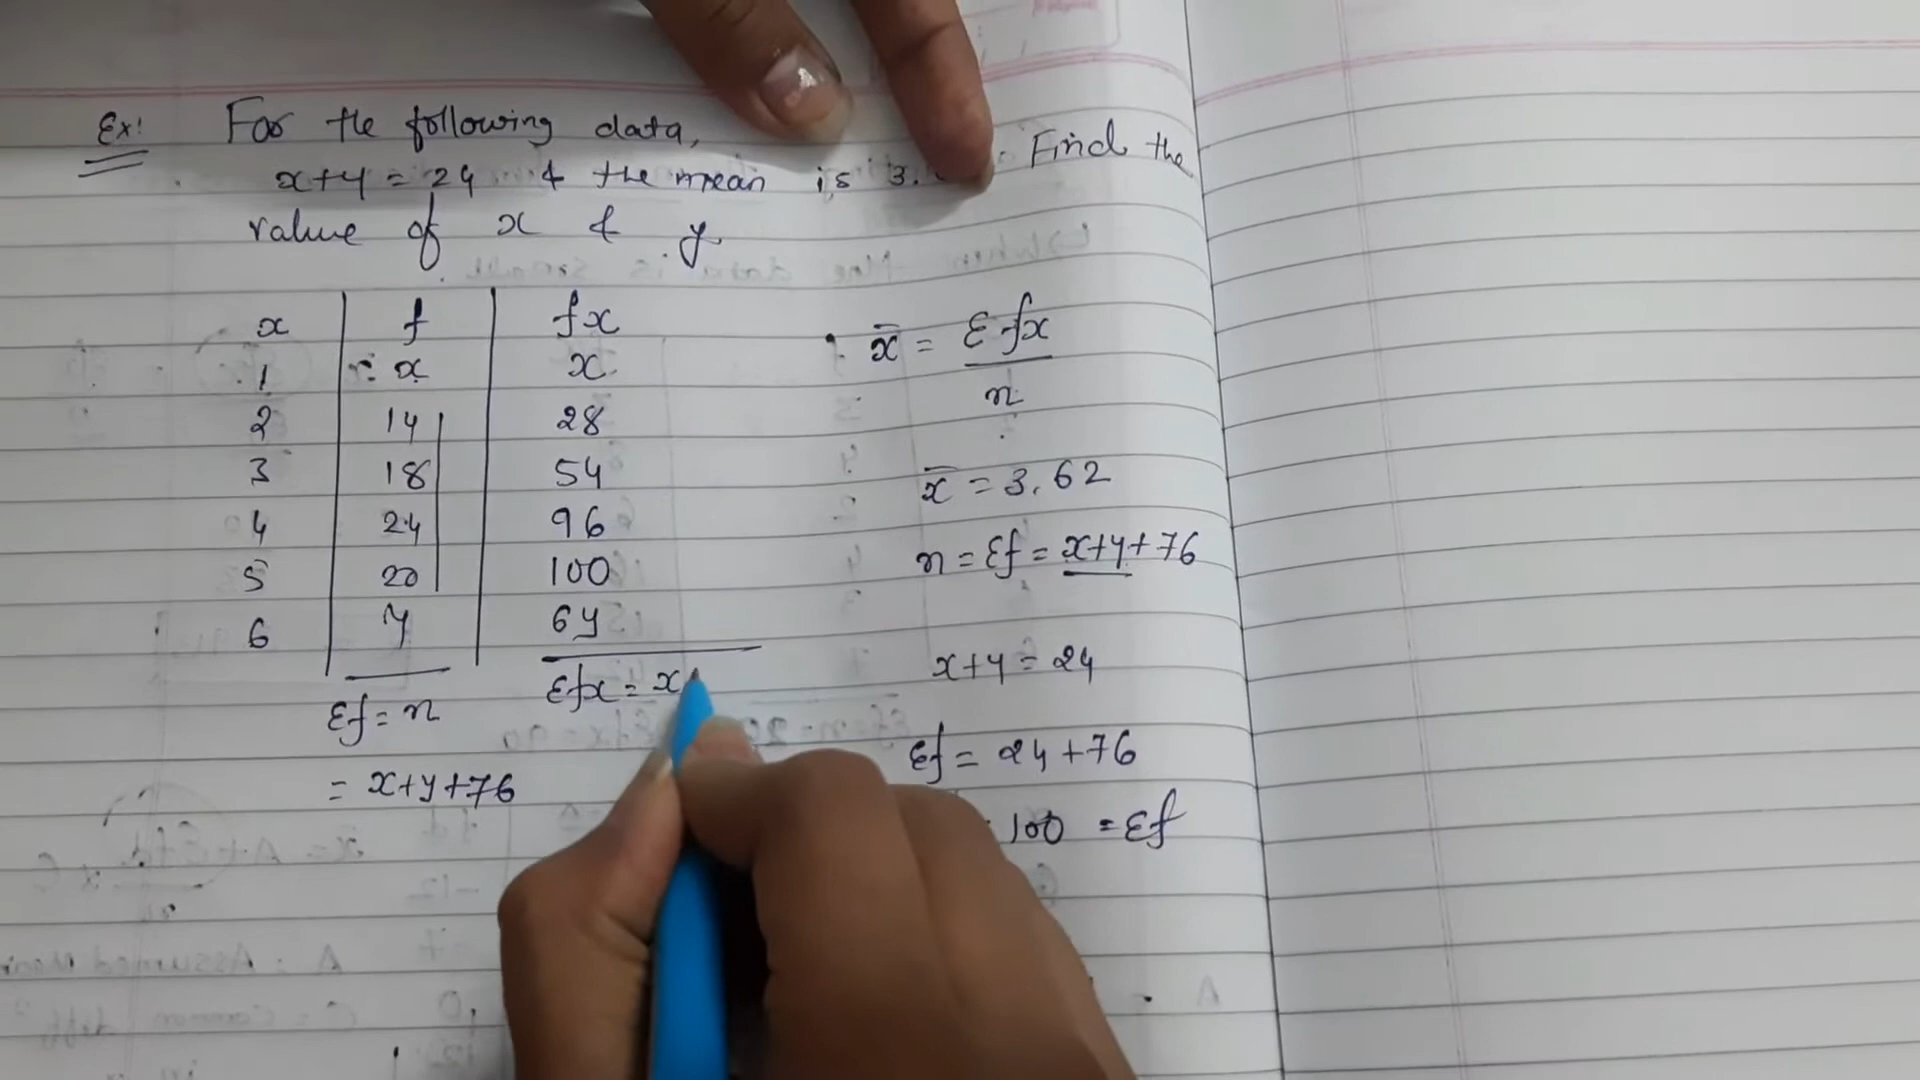 Ex: For the following data,
x+y = 24 & the mean is 3. Find the
value of x & y
x f fx
1 x x
2 14 28
3 18 54
4 24 96
5 20 100
6 y 6y
Σf = n
= x+y+76
Σfx = x
x̄ = Σfx / n
x̄ = 3.62
n = Σf = x+y+76
x+y = 24
Σf = 24+76
100 = Σf